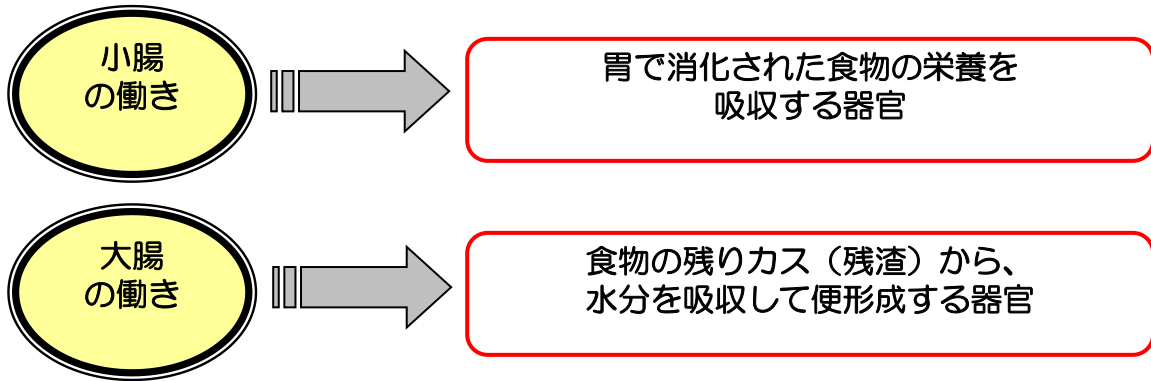 小腸
の働き
胃で消化された食物の栄養を
吸収する器官
大腸
の働き
食物の残りカス（残渣）から、
水分を吸収して便形成する器官